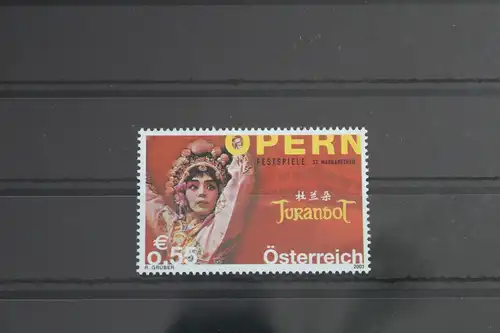 OPERN
FESTSPIELE ST. MARGARETHEN
杜兰朵
TURANDOT
€
0,55
Österreich
R. GRUBER
2003